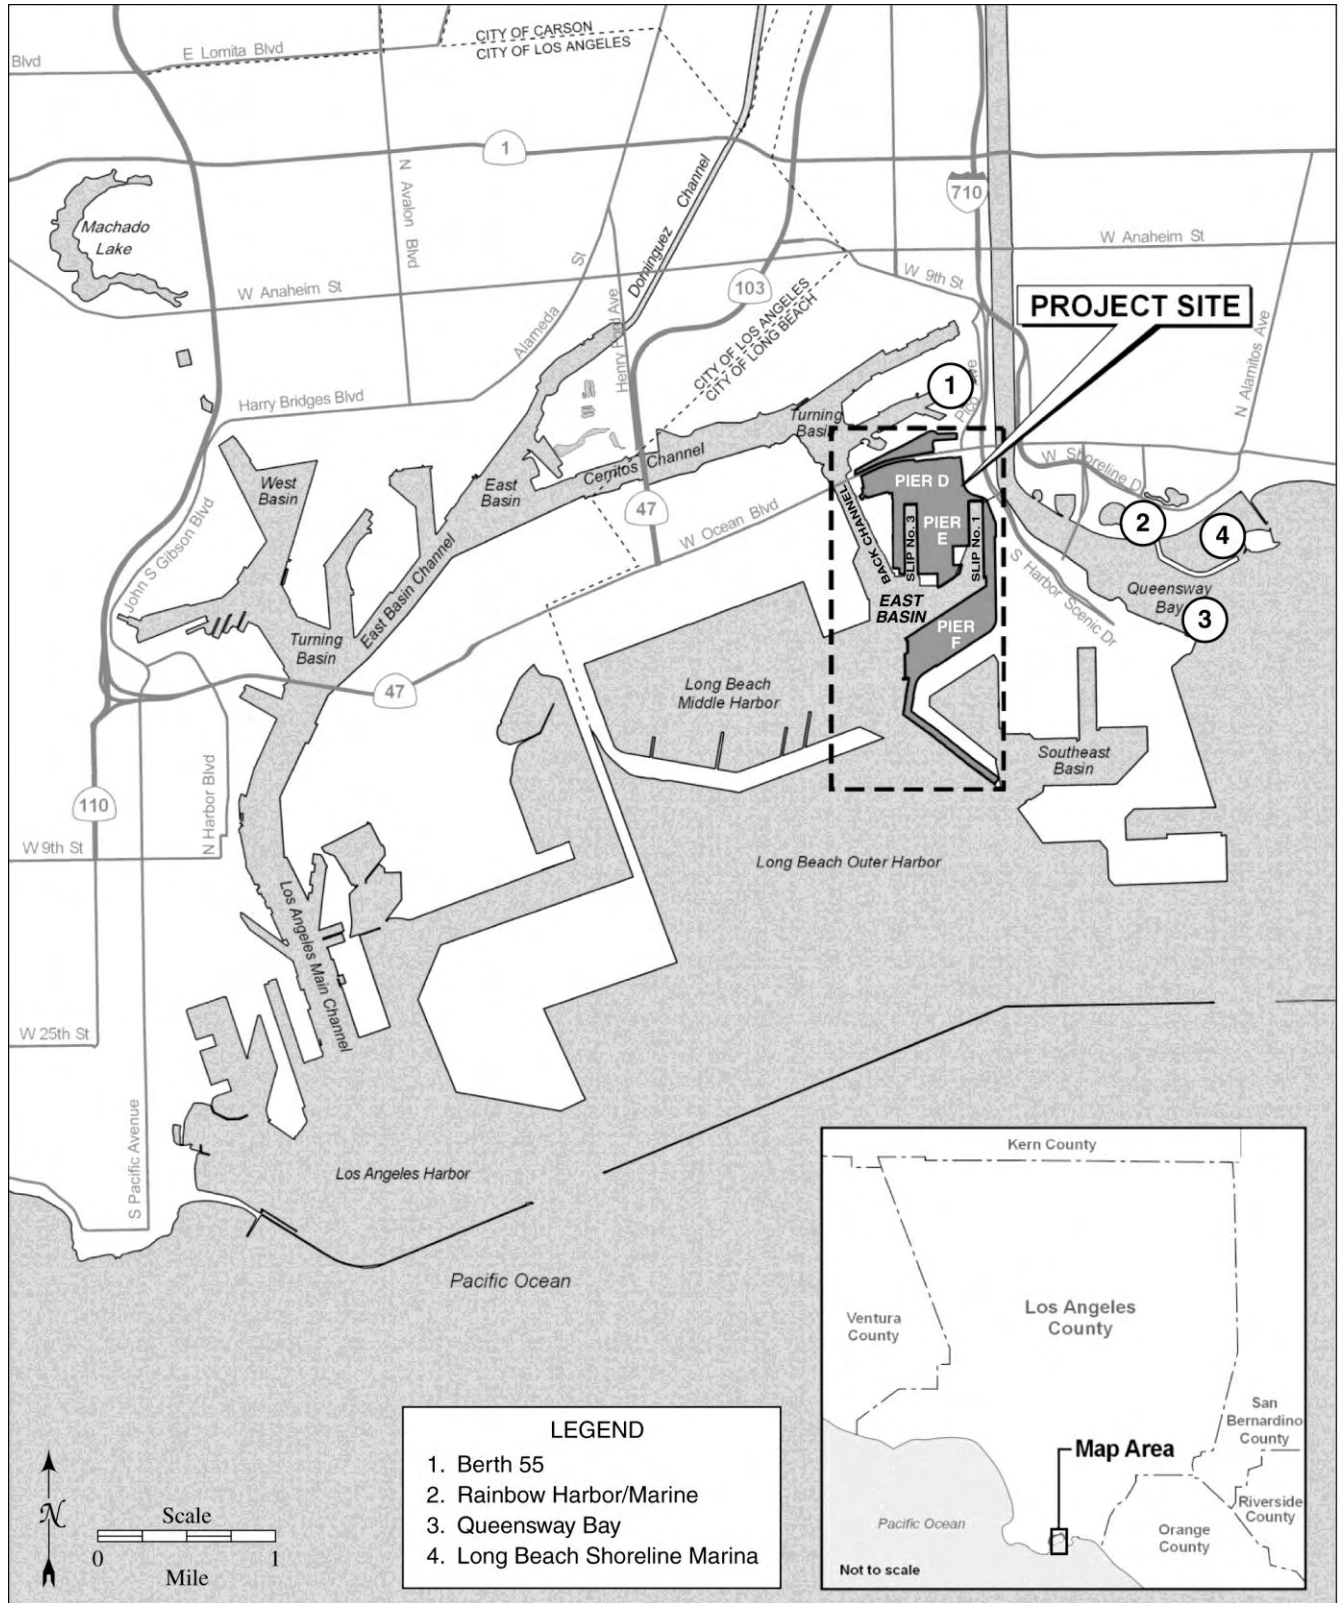 CITY OF CARSON
CITY OF LOS ANGELES
E Lomita Blvd
Blvd
1
N Avalon Blvd
Dominguez Channel
710
Machado
Lake
W Anaheim St
W Anaheim St
Alameda St
Henry Ford Ave
103
CITY OF LOS ANGELES
CITY OF LONG BEACH
W 9th St
PROJECT SITE
N Alamitos Ave
Harry Bridges Blvd
1
Pico Ave
Turning
Basin
West
Basin
East
Basin
Cerritos Channel
47
W Ocean Blvd
W Shoreline D
PIER D
BACK CHANNEL
SLIP No. 3
PIER
E
SLIP No. 1
2
4
John S Gibson Blvd
East Basin Channel
S Harbor Scenic Dr
Queensway
Bay
3
EAST
BASIN
PIER
F
Turning
Basin
47
Long Beach
Middle Harbor
Southeast
Basin
110
N Harbor Blvd
W 9th St
Long Beach Outer Harbor
Los Angeles Main Channel
W 25th St
S Pacific Avenue
Los Angeles Harbor
Pacific Ocean
Kern County
Ventura
County
Los Angeles
County
San
Bernardino
County
Map Area
Riverside
County
Orange
County
Pacific Ocean
Not to scale
LEGEND
1. Berth 55
2. Rainbow Harbor/Marine
3. Queensway Bay
4. Long Beach Shoreline Marina
N
Scale
0 1
Mile